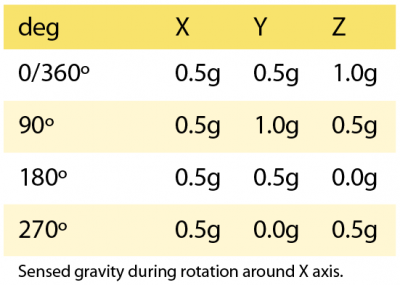 deg X Y Z
0/360º 0.5g 0.5g 1.0g
90º 0.5g 1.0g 0.5g
180º 0.5g 0.5g 0.0g
270º 0.5g 0.0g 0.5g
Sensed gravity during rotation around X axis.